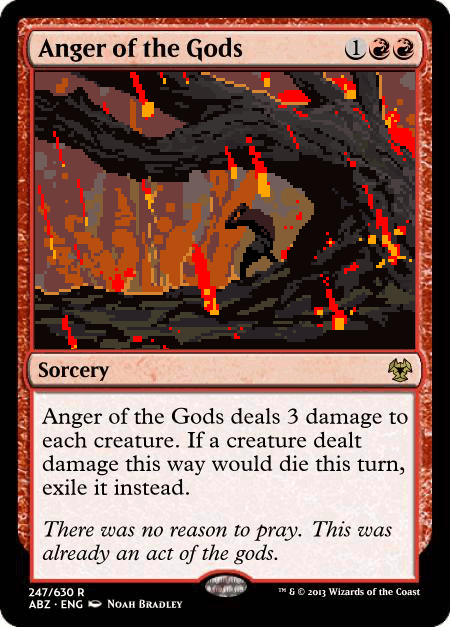 Anger of the Gods 1
Sorcery
Anger of the Gods deals 3 damage to
each creature. If a creature dealt
damage this way would die this turn,
exile it instead.
There was no reason to pray. This was
already an act of the gods.
247/630 R
ABZ • ENG Noah Bradley
™ & © 2013 Wizards of the Coast